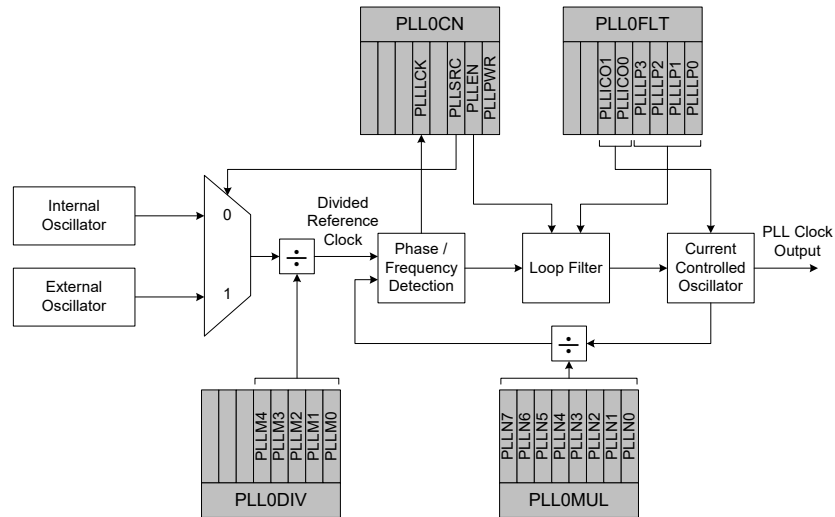 PLL0CN
PLLLCK
PLLSRC
PLLEN
PLLPWR
PLL0FLT
PLLICO1
PLLICO0
PLLLP3
PLLLP2
PLLLP1
PLLLP0
Internal
Oscillator
External
Oscillator
0
1
÷
Divided
Reference
Clock
Phase /
Frequency
Detection
Loop Filter
Current
Controlled
Oscillator
PLL Clock
Output
÷
PLLM4
PLLM3
PLLM2
PLLM1
PLLM0
PLL0DIV
PLLN7
PLLN6
PLLN5
PLLN4
PLLN3
PLLN2
PLLN1
PLLN0
PLL0MUL